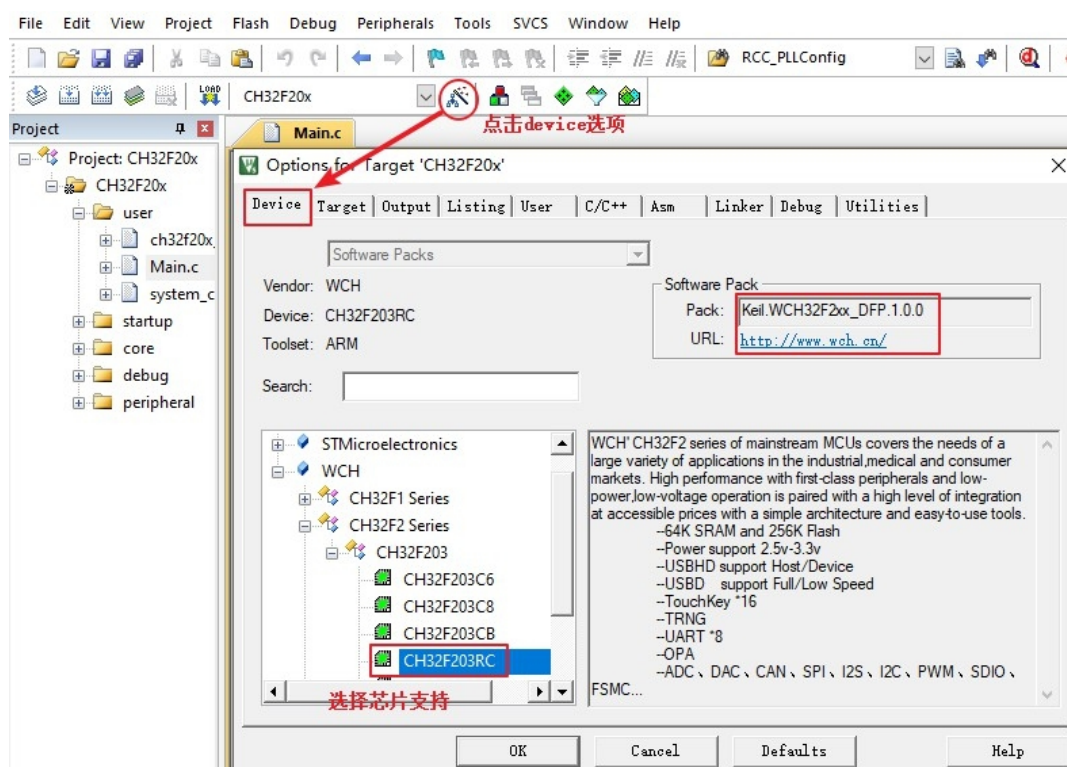 File Edit View Project Flash Debug Peripherals Tools SVCS Window Help
LOAD
CH32F20x
RCC_PLLConfig
点击device选项
Project
Project: CH32F20x
CH32F20x
user
ch32f20x_
Main.c
system_c
startup
core
debug
peripheral
Main.c
Options for Target 'CH32F20x'
Device Target Output Listing User C/C++ Asm Linker Debug Utilities
Software Packs
Vendor: WCH
Device: CH32F203RC
Toolset: ARM
Search:
Software Pack
Pack: Keil.WCH32F2xx_DFP.1.0.0
URL: http://www.wch.cn/
STMicroelectronics
WCH
CH32F1 Series
CH32F2 Series
CH32F203
CH32F203C6
CH32F203C8
CH32F203CB
CH32F203RC
选择芯片支持
WCH' CH32F2 series of mainstream MCUs covers the needs of a
large variety of applications in the industrial,medical and consumer
markets. High performance with first-class peripherals and low-
power,low-voltage operation is paired with a high level of integration
at accessible prices with a simple architecture and easy-to-use tools.
--64K SRAM and 256K Flash
--Power support 2.5v-3.3v
--USBHD support Host/Device
--USBD support Full/Low Speed
--TouchKey *16
--TRNG
--UART *8
--OPA
--ADC、DAC、CAN、SPI、I2S、I2C、PWM、SDIO、
FSMC...
OK Cancel Defaults Help